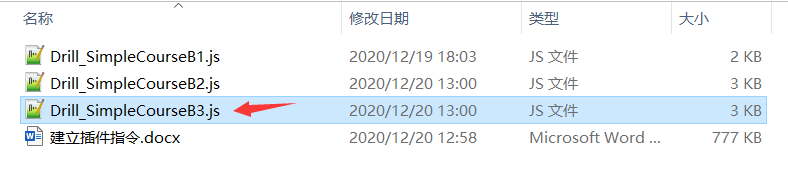 名称 修改日期 类型 大小
Drill_SimpleCourseB1.js 2020/12/19 18:03 JS 文件 2 KB
Drill_SimpleCourseB2.js 2020/12/20 13:00 JS 文件 3 KB
Drill_SimpleCourseB3.js 2020/12/20 13:00 JS 文件 3 KB
建立插件指令.docx 2020/12/20 12:58 Microsoft Word ... 777 KB